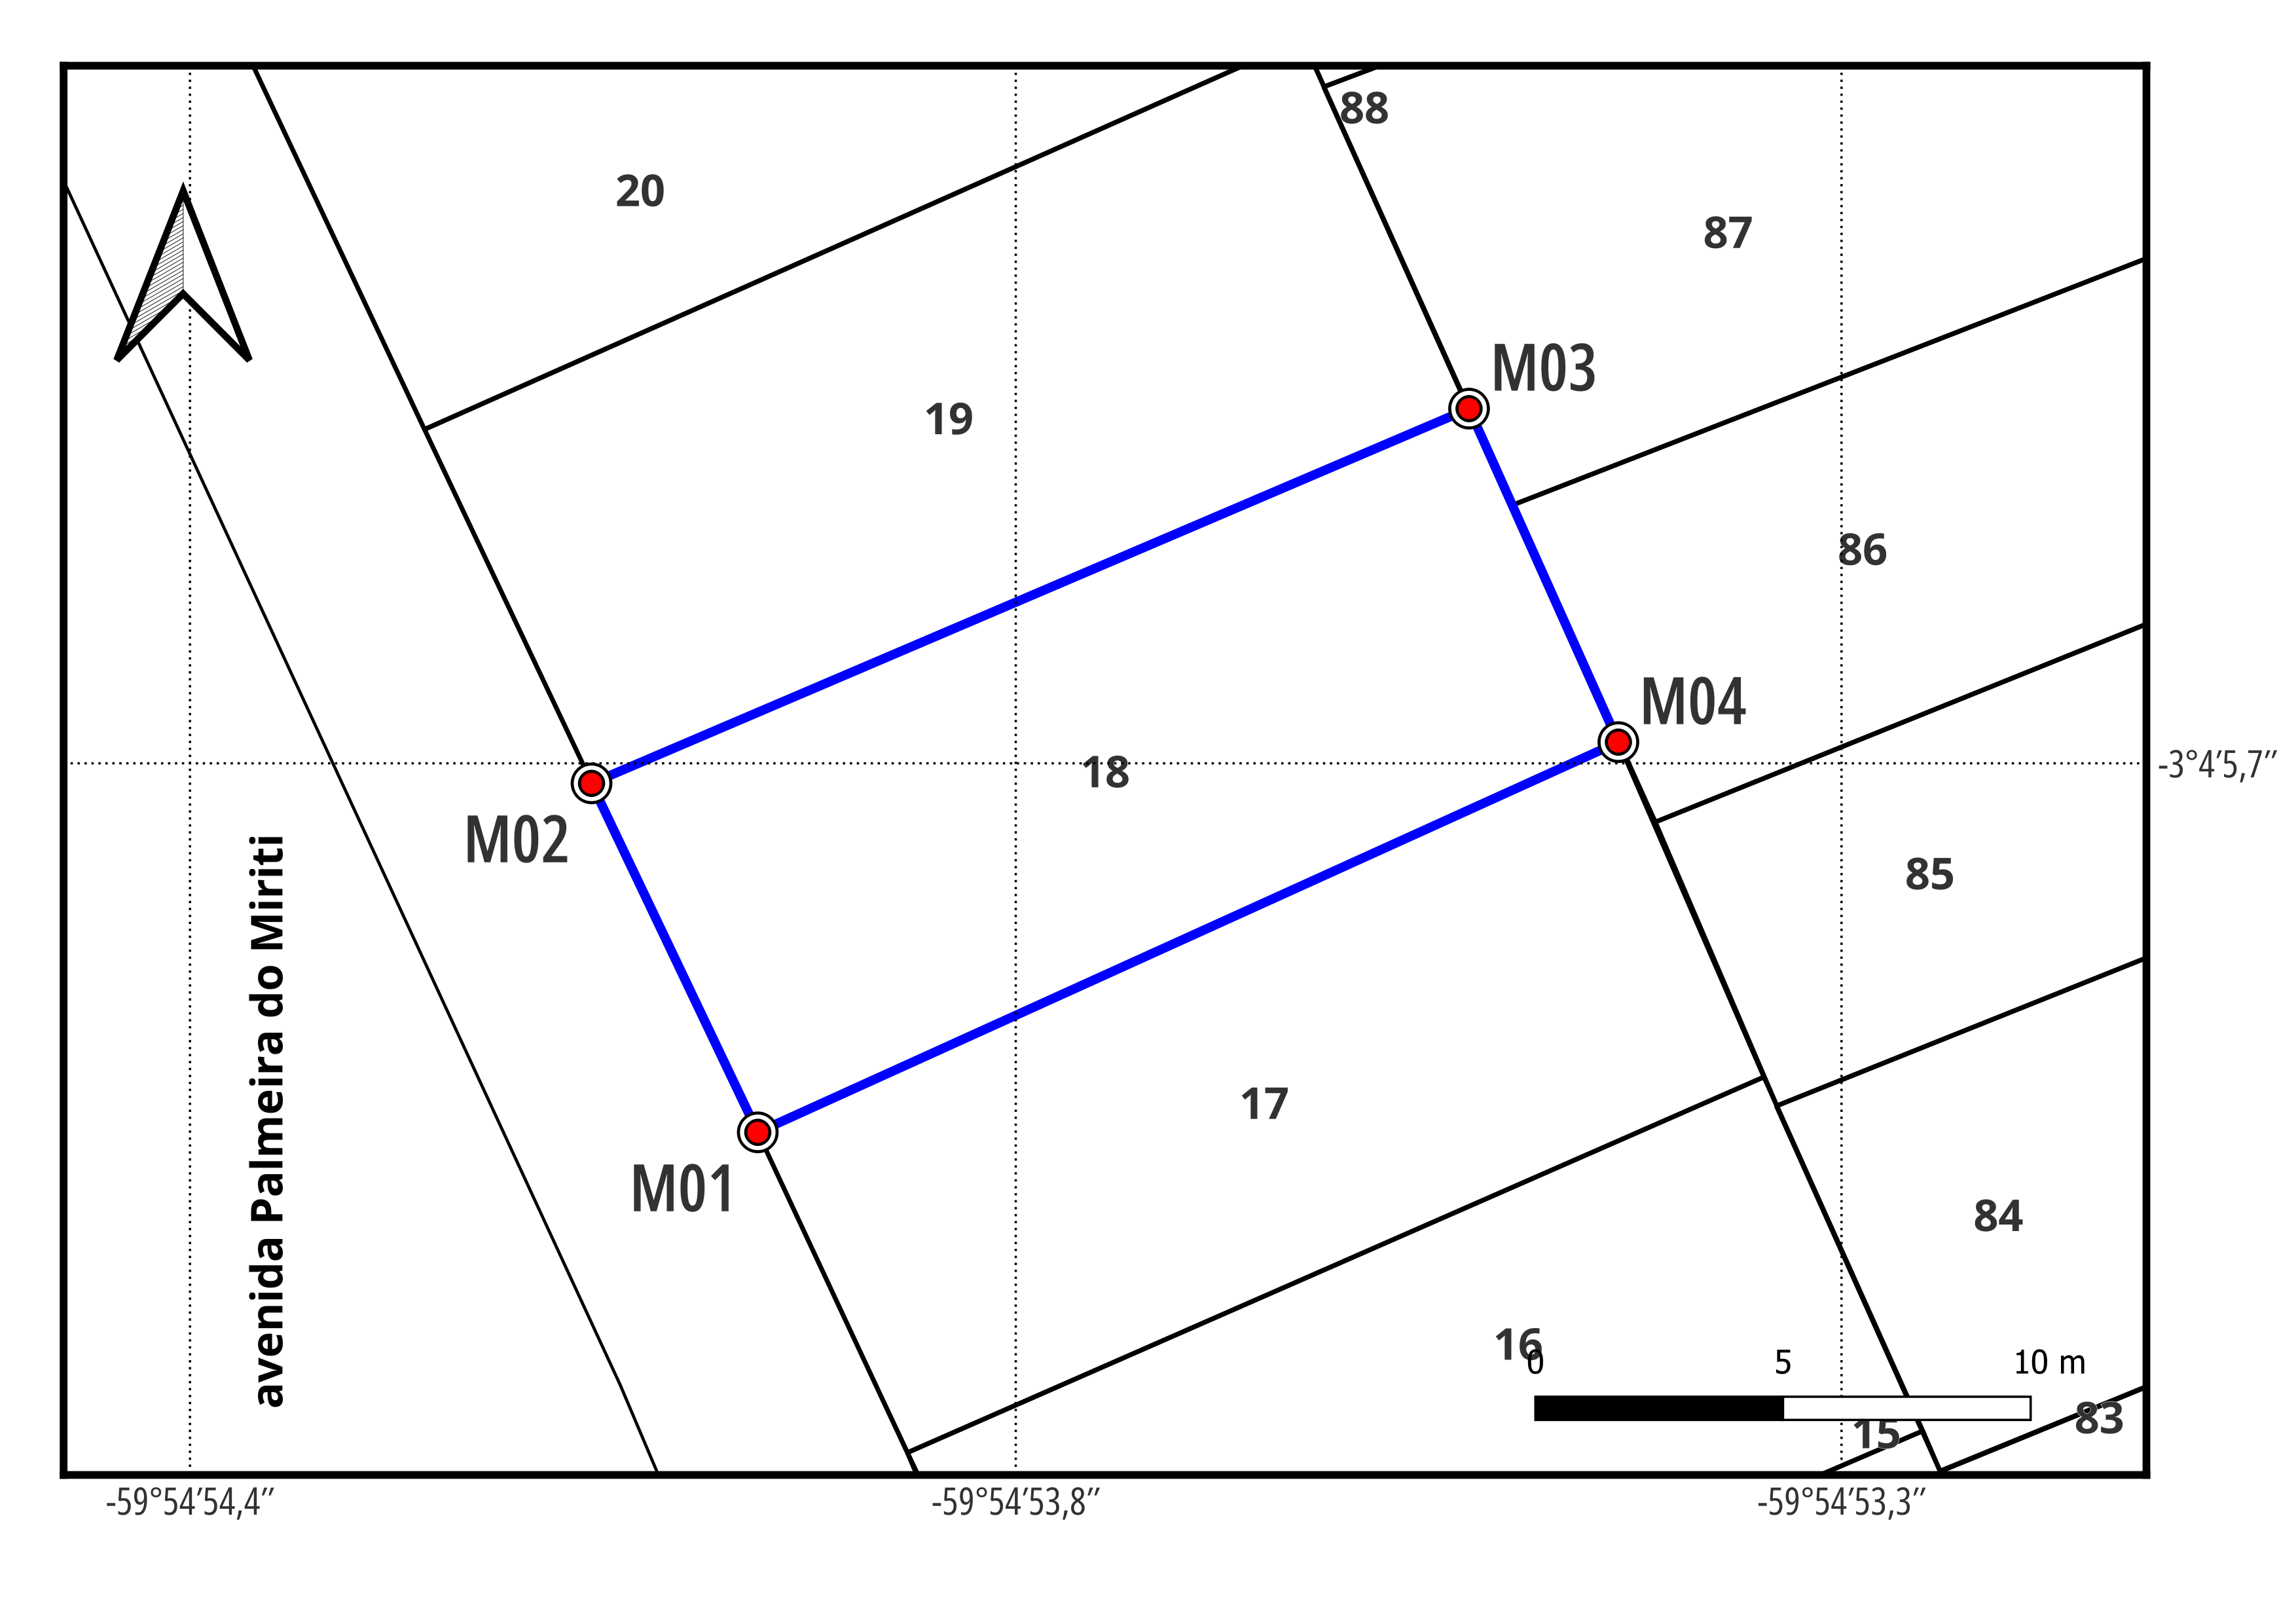 88
20
87
M03
19
86
M04
-3°4′5,7″
18
M02
avenida Palmeira do Miriti
85
17
M01
84
16
0 5 10 m
15
83
-59°54′54,4″ -59°54′53,8″ -59°54′53,3″